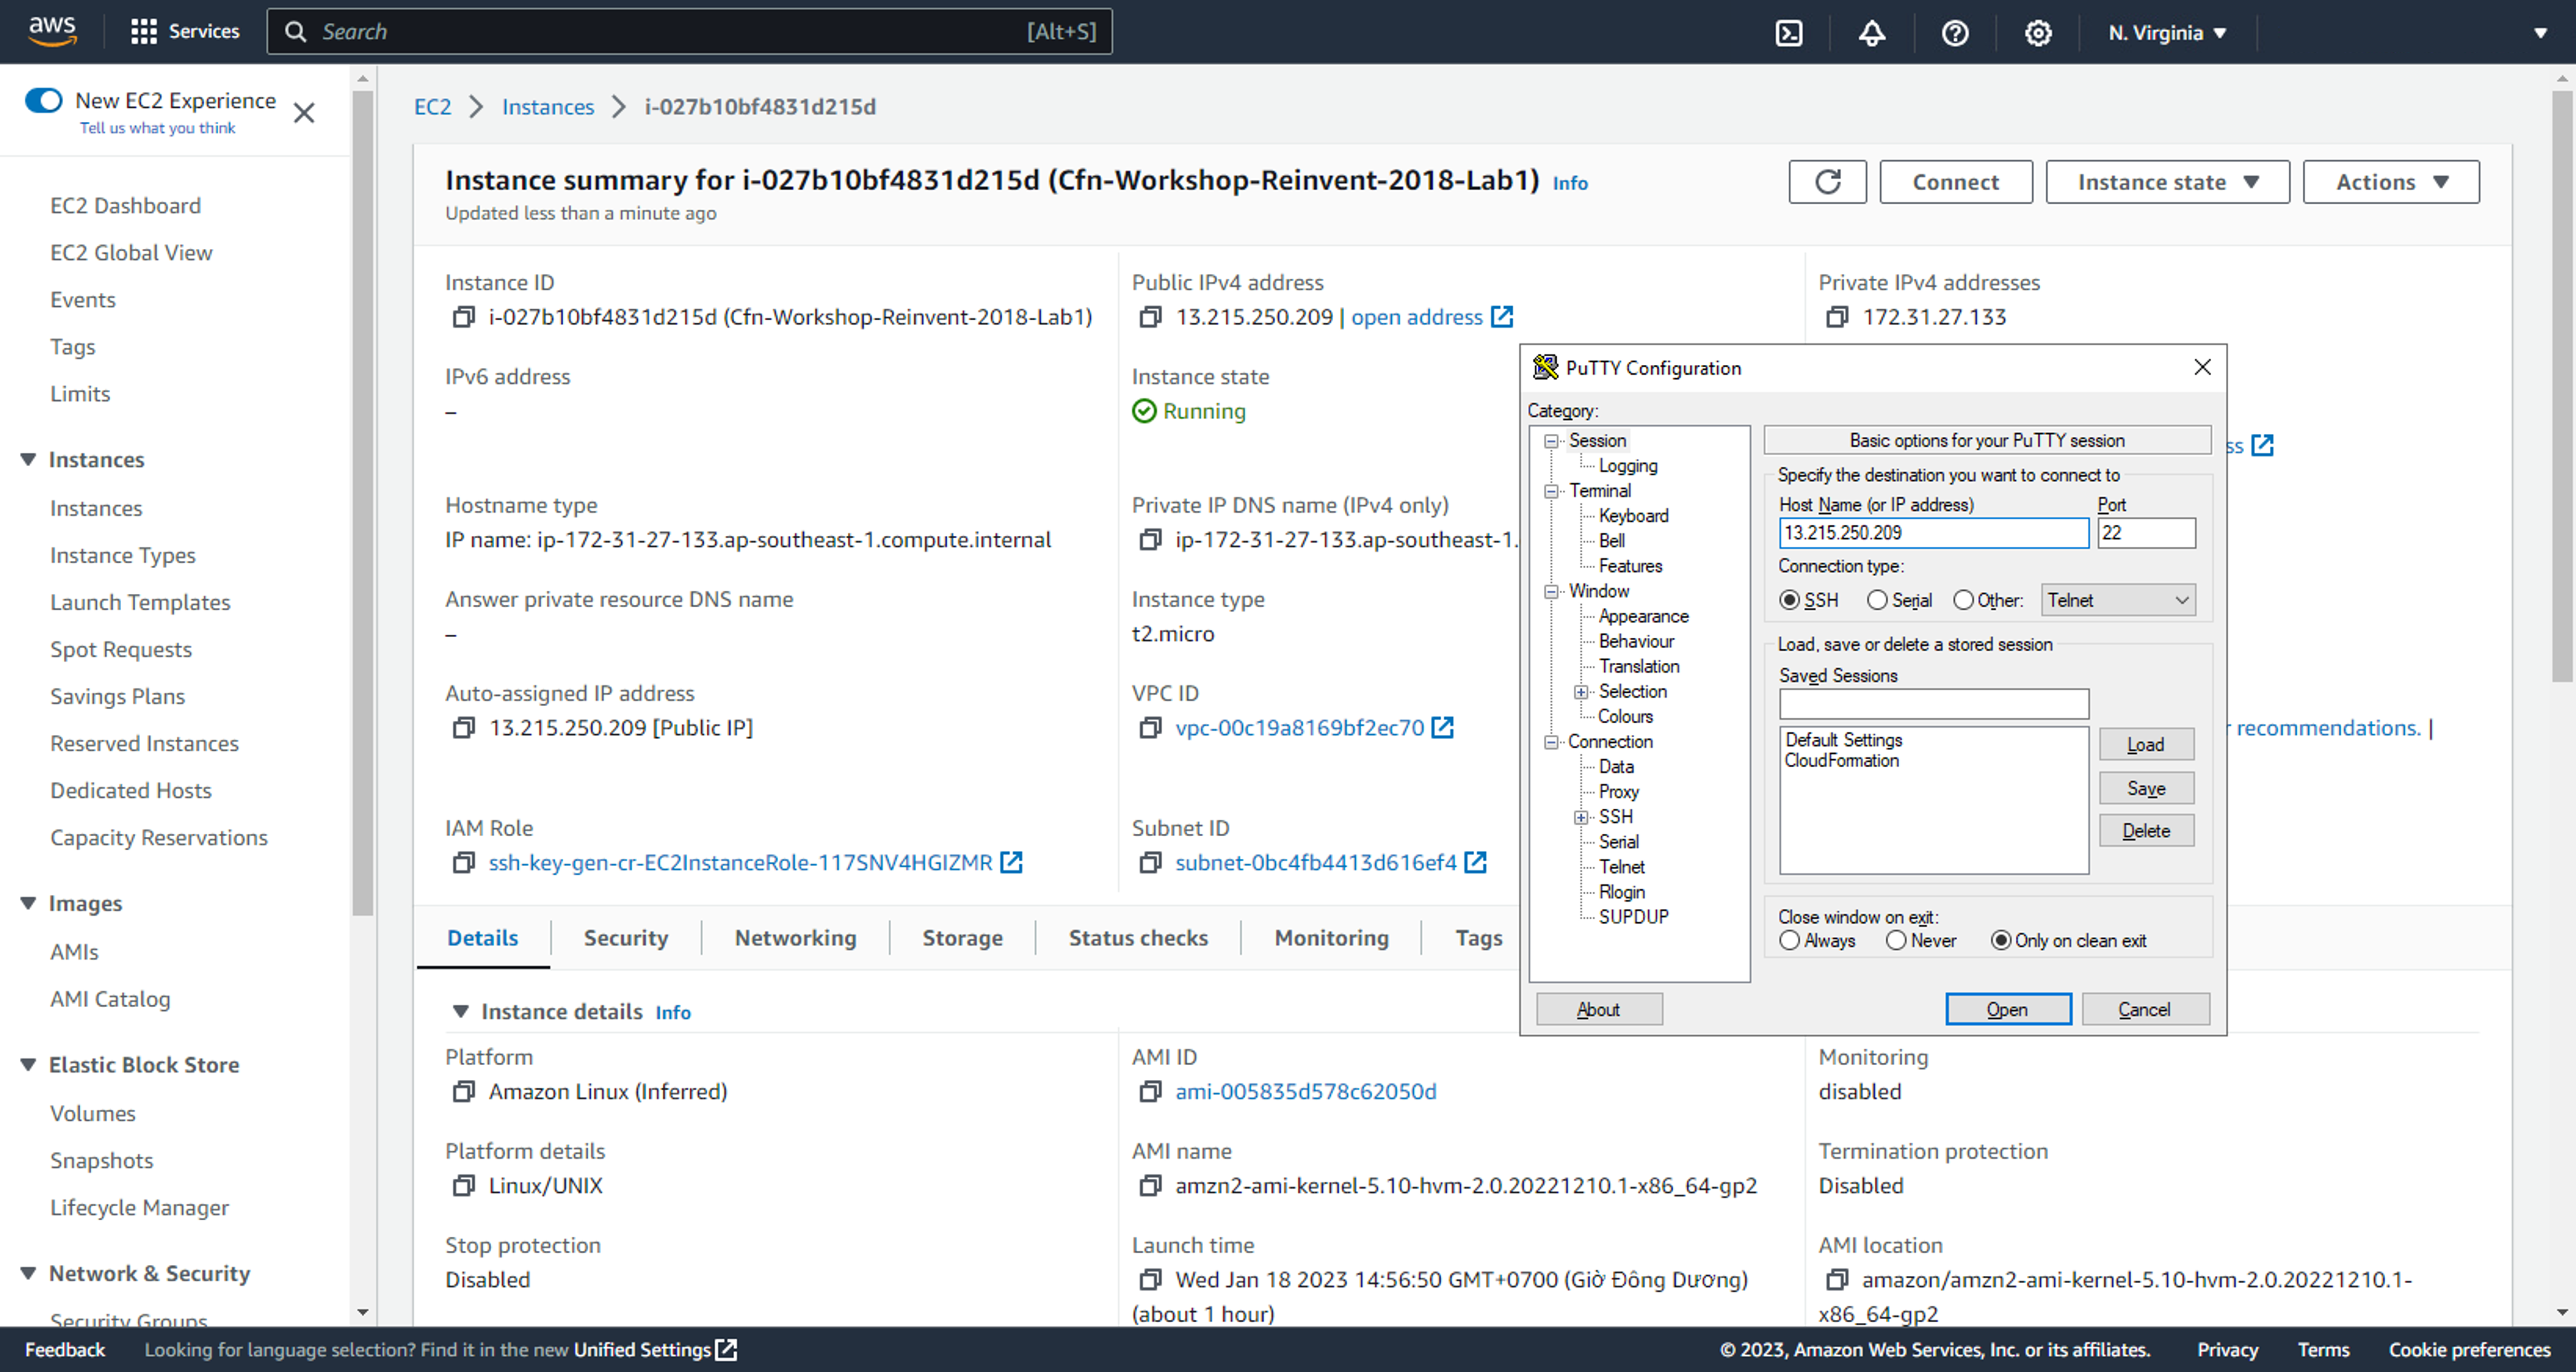 aws Services Search [Alt+S] N. Virginia
New EC2 Experience
Tell us what you think
EC2 Dashboard
EC2 Global View
Events
Tags
Limits
Instances
Instances
Instance Types
Launch Templates
Spot Requests
Savings Plans
Reserved Instances
Dedicated Hosts
Capacity Reservations
Images
AMIs
AMI Catalog
Elastic Block Store
Volumes
Snapshots
Lifecycle Manager
Network & Security
Security Groups
EC2 Instances i-027b10bf4831d215d
Instance summary for i-027b10bf4831d215d (Cfn-Workshop-Reinvent-2018-Lab1) Info
Updated less than a minute ago
Connect Instance state Actions
Instance ID
i-027b10bf4831d215d (Cfn-Workshop-Reinvent-2018-Lab1)
Public IPv4 address
13.215.250.209 | open address
Private IPv4 addresses
172.31.27.133
IPv6 address
–
Instance state
Running
ss
Hostname type
IP name: ip-172-31-27-133.ap-southeast-1.compute.internal
Private IP DNS name (IPv4 only)
ip-172-31-27-133.ap-southeast-1.
Answer private resource DNS name
–
Instance type
t2.micro
Auto-assigned IP address
13.215.250.209 [Public IP]
VPC ID
vpc-00c19a8169bf2ec70
r recommendations. |
IAM Role
ssh-key-gen-cr-EC2InstanceRole-117SNV4HGIZMR
Subnet ID
subnet-0bc4fb4413d616ef4
Details Security Networking Storage Status checks Monitoring Tags
Instance details Info
Platform
Amazon Linux (Inferred)
AMI ID
ami-005835d578c62050d
Monitoring
disabled
Platform details
Linux/UNIX
AMI name
amzn2-ami-kernel-5.10-hvm-2.0.20221210.1-x86_64-gp2
Termination protection
Disabled
Stop protection
Disabled
Launch time
Wed Jan 18 2023 14:56:50 GMT+0700 (Giờ Đông Dương)
(about 1 hour)
AMI location
amazon/amzn2-ami-kernel-5.10-hvm-2.0.20221210.1-
x86_64-gp2
PuTTY Configuration
Category:
Session
Logging
Terminal
Keyboard
Bell
Features
Window
Appearance
Behaviour
Translation
Selection
Colours
Connection
Data
Proxy
SSH
Serial
Telnet
Rlogin
SUPDUP
Basic options for your PuTTY session
Specify the destination you want to connect to
Host Name (or IP address) Port
13.215.250.209 22
Connection type:
SSH Serial Other: Telnet
Load, save or delete a stored session
Saved Sessions
Default Settings
CloudFormation
Load
Save
Delete
Close window on exit:
Always Never Only on clean exit
About Open Cancel
Feedback Looking for language selection? Find it in the new Unified Settings © 2023, Amazon Web Services, Inc. or its affiliates. Privacy Terms Cookie preferences